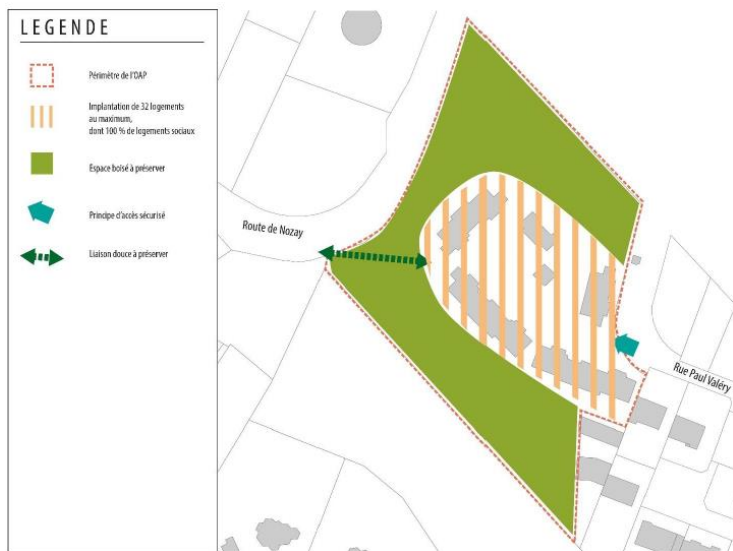 LEGENDE
Périmètre de l'OAP
Implantation de 32 logements
au maximum,
dont 100 % de logements sociaux
Espace boisé à préserver
Principe d'accès sécurisé
Liaison douce à préserver
Route de Nozay
Rue Paul Valéry